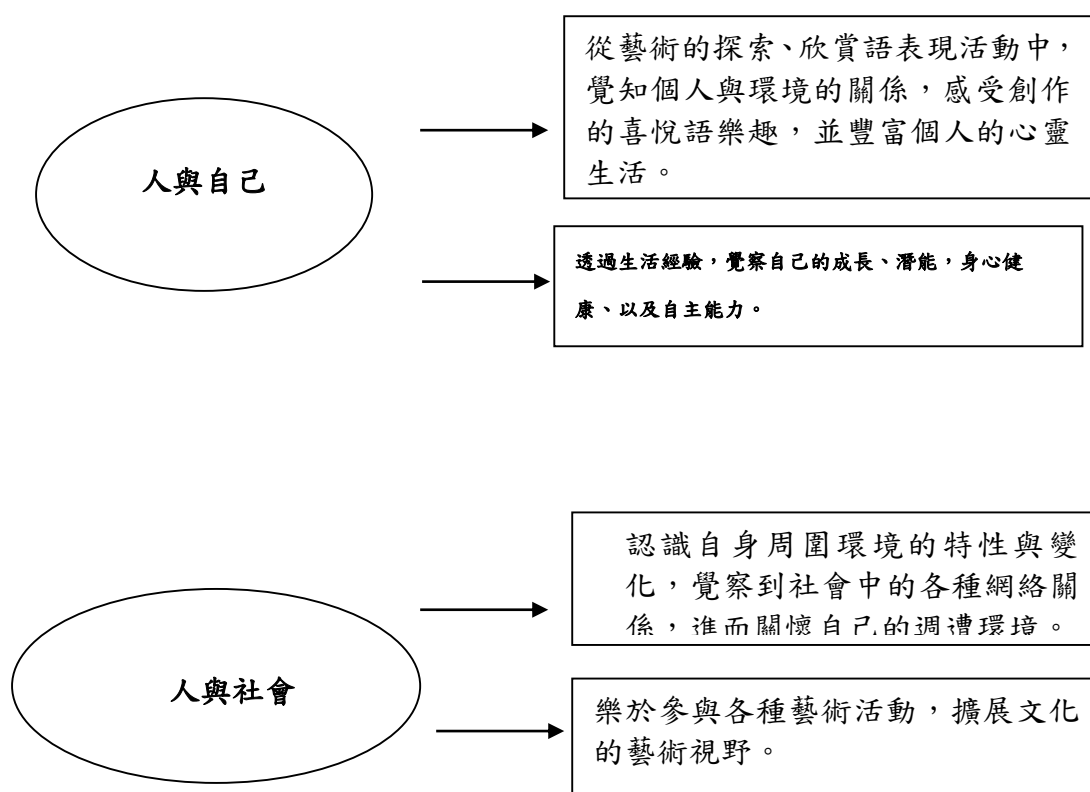 從藝術的探索、欣賞語表現活動中，
覺知個人與環境的關係，感受創作
的喜悅語樂趣，並豐富個人的心靈
生活。
人與自己
透過生活經驗，覺察自己的成長、潛能，身心健
康、以及自主能力。
認識自身周圍環境的特性與變
化，覺察到社會中的各種網絡關
係，進而關懷自己的週遭環境。
人與社會
樂於參與各種藝術活動，擴展文化
的藝術視野。